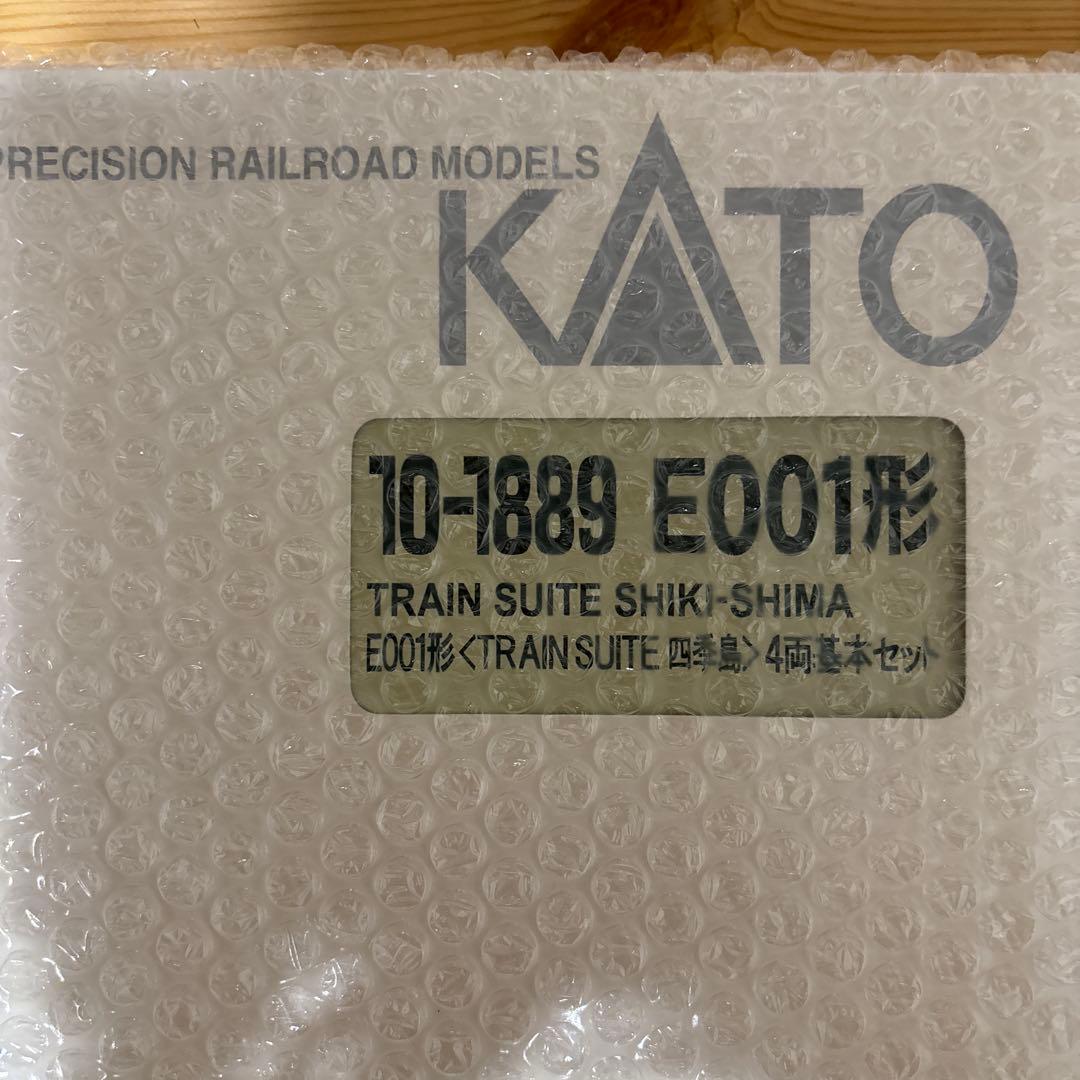 PRECISION RAILROAD MODELS
KATO
10-1889 E001形
TRAIN SUITE SHIKI-SHIMA
E001形<TRAIN SUITE 四季島>4両基本セット